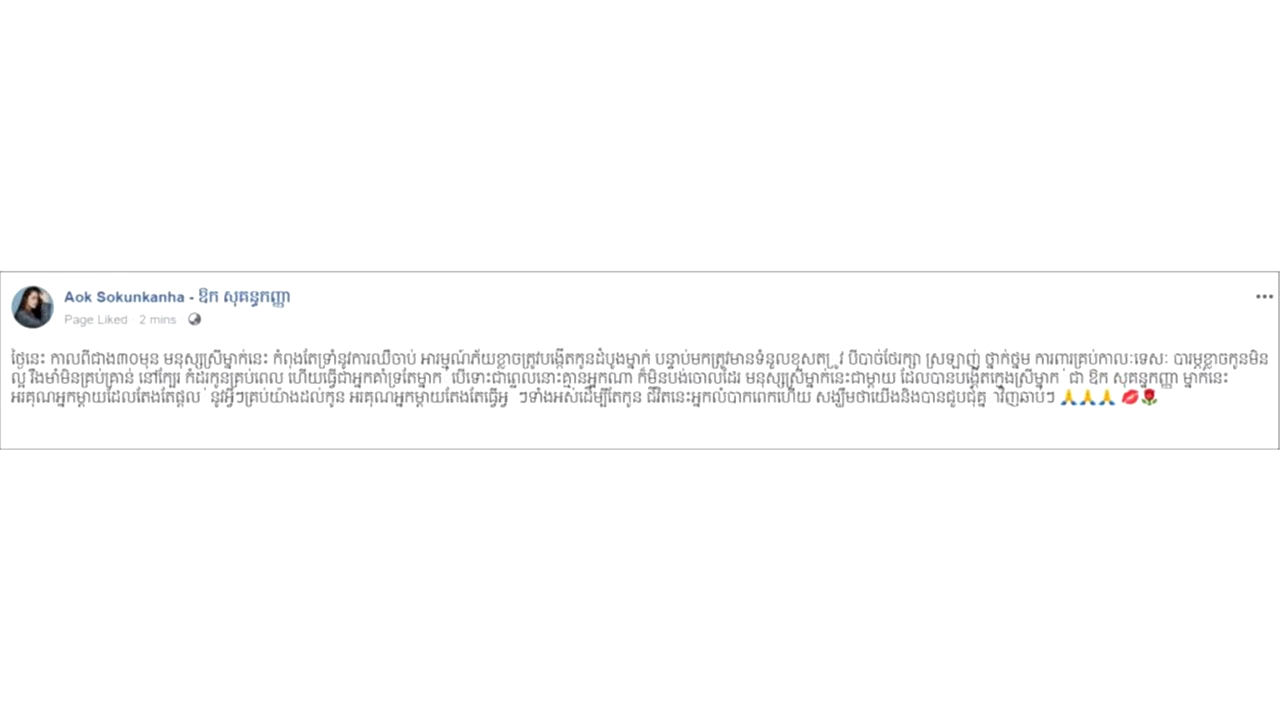 Aok Sokunkanha - ឱក សុគន្ធកញ្ញា
Page Liked 2 mins
ថ្ងៃនេះ កាលពីជាង៣០មុន មនុស្សស្រីម្នាក់នេះ កំពុងតែទ្រាំនូវការឈឺចាប់ អារម្មណ៍ភ័យខ្លាចត្រូវបង្កើតកូនដំបូងម្នាក់ បន្ទាប់មកត្រូវមានទំនួលខុសត្រូវ បីបាច់ថែរក្សា ស្រឡាញ់ ថ្នាក់ថ្នម ការពារគ្រប់កាលៈទេសៈ បារម្ភខ្លាចកូនមិន
ល្អ រឹងមាំមិនគ្រប់គ្រាន់ នៅក្បែរ កំដរកូនគ្រប់ពេល ហើយធ្វើជាអ្នកគាំទ្រតែម្នាក់ បើទោះជាពេលនោះគ្មានអ្នកណា ក៏មិនបង់ចោលដែរ មនុស្សស្រីម្នាក់នេះជាម្តាយ ដែលបានបង្កើតក្មេងស្រីម្នាក់ ជា ឱក សុគន្ធកញ្ញា ម្នាក់នេះ
អរគុណអ្នកម្តាយដែលតែងតែផ្តល់ នូវអ្វីៗគ្រប់យ៉ាងដល់កូន អរគុណអ្នកម្តាយតែងតែធ្វើអ្វីៗទាំងអស់ដើម្បីតែកូន ជីវិតនេះអ្នកលំបាកពេកហើយ សង្ឃឹមថាយើងនិងបានជួបជុំគ្នាវិញឆាប់ៗ 🙏🙏🙏 💋🌹